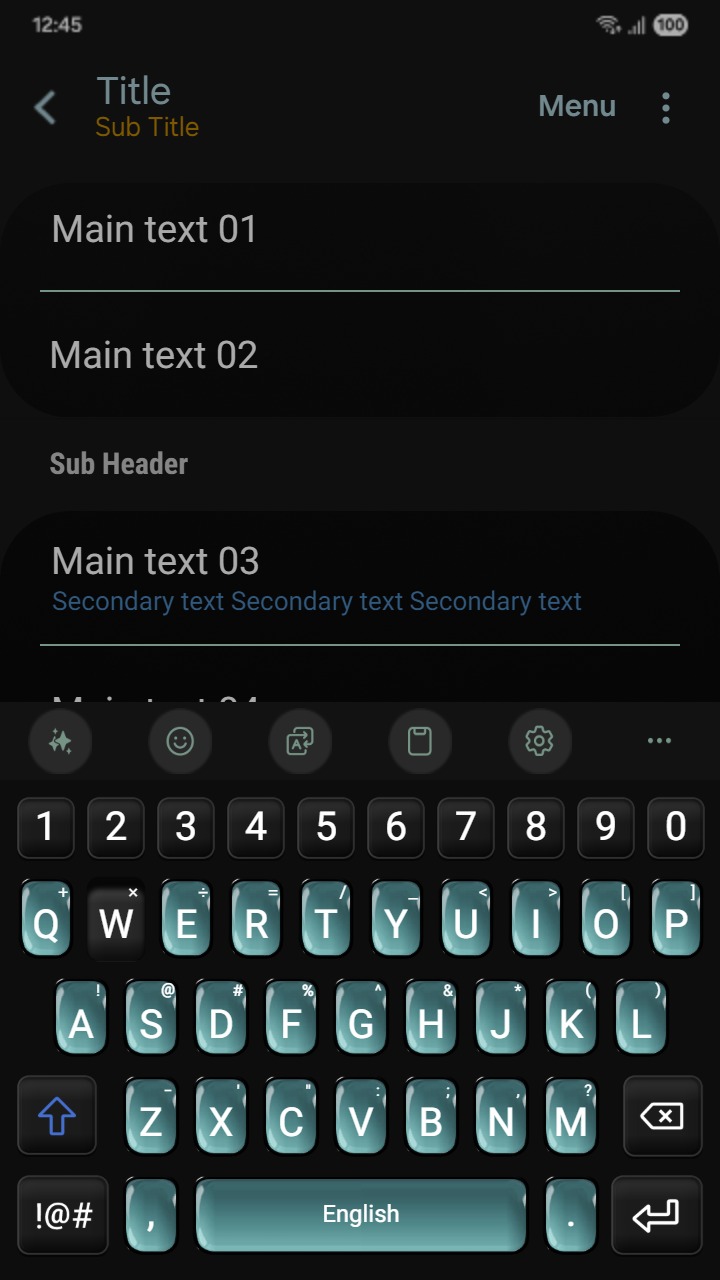 12:45 100
Title
Sub Title
Menu
Main text 01
Main text 02
Sub Header
Main text 03
Secondary text Secondary text Secondary text
1 2 3 4 5 6 7 8 9 0
+ × ÷ = / _ < > [ ]
Q W E R T Y U I O P
! @ # % ^ & * ( )
A S D F G H J K L
- ' " : ; , ?
Z X C V B N M
!@# , English .